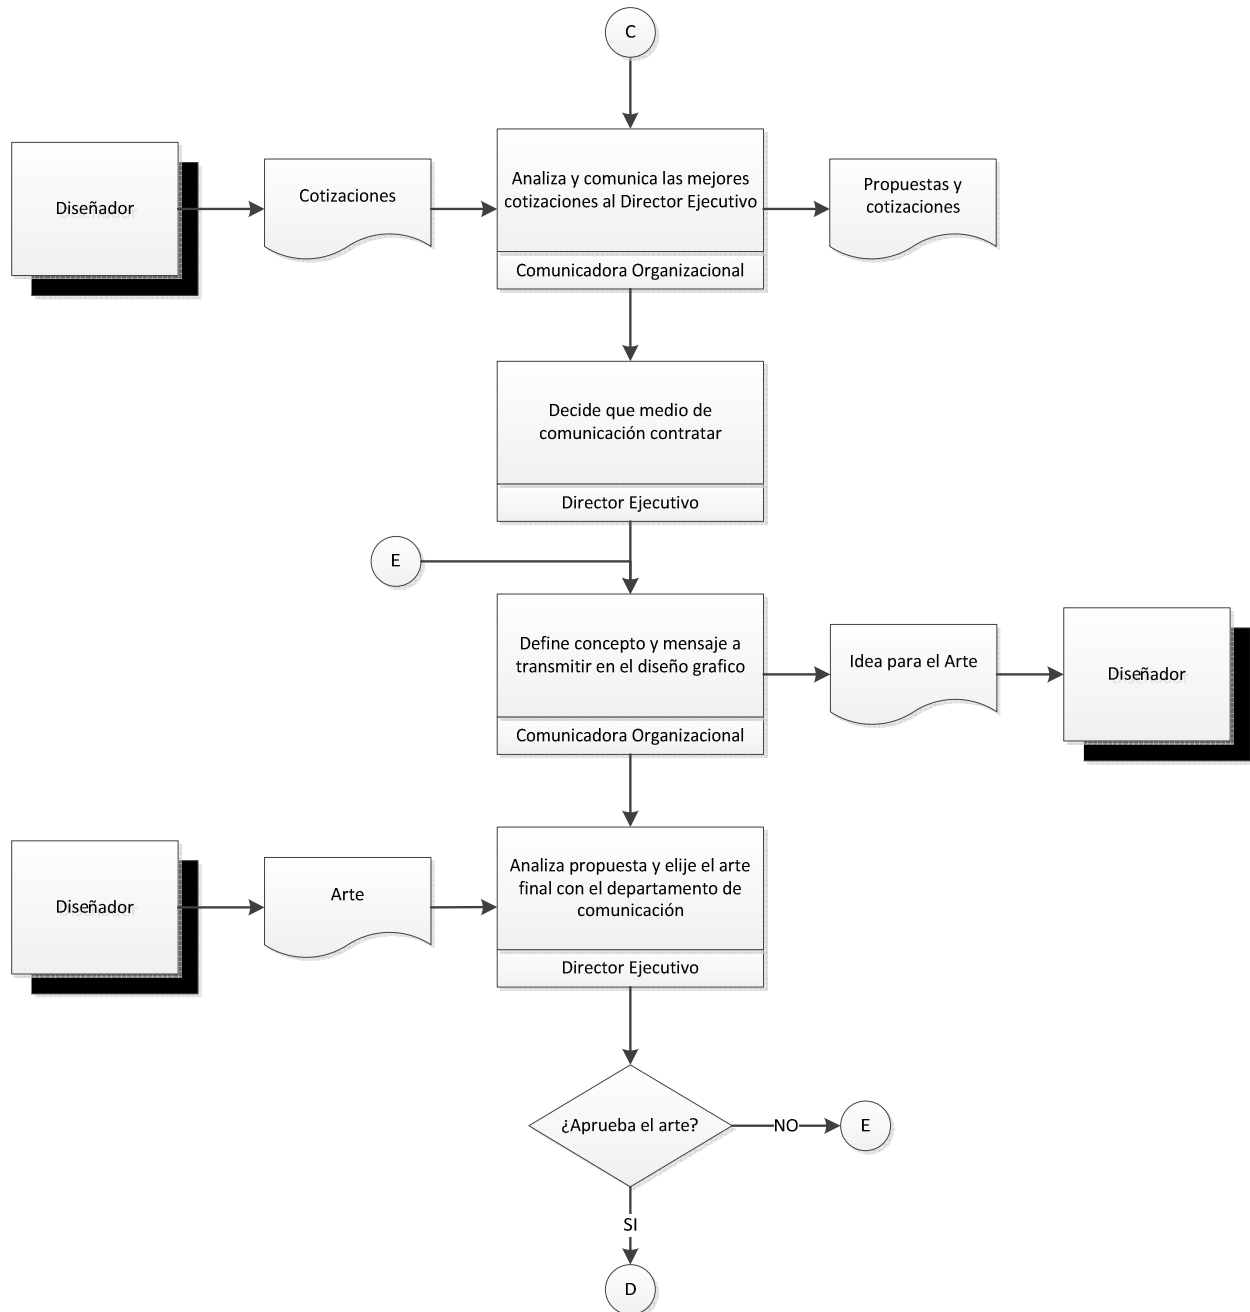 C
Diseñador
Cotizaciones
Analiza y comunica las mejores
cotizaciones al Director Ejecutivo
Comunicadora Organizacional
Propuestas y
cotizaciones
Decide que medio de
comunicación contratar
Director Ejecutivo
E
Define concepto y mensaje a
transmitir en el diseño grafico
Comunicadora Organizacional
Idea para el Arte
Diseñador
Diseñador
Arte
Analiza propuesta y elije el arte
final con el departamento de
comunicación
Director Ejecutivo
¿Aprueba el arte?
NO
E
SI
D